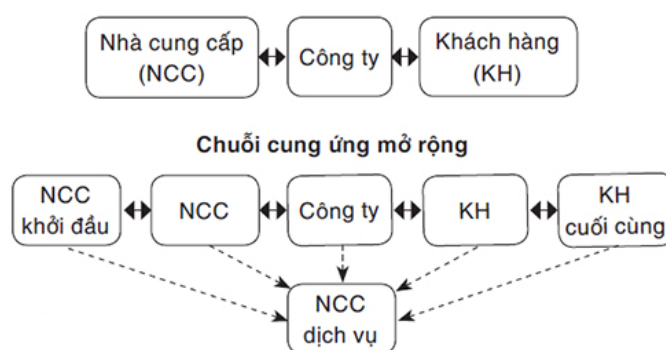 Nhà cung cấp
(NCC)
Công ty
Khách hàng
(KH)
Chuỗi cung ứng mở rộng
NCC
khởi đầu
NCC
Công ty
KH
KH
cuối cùng
NCC
dịch vụ